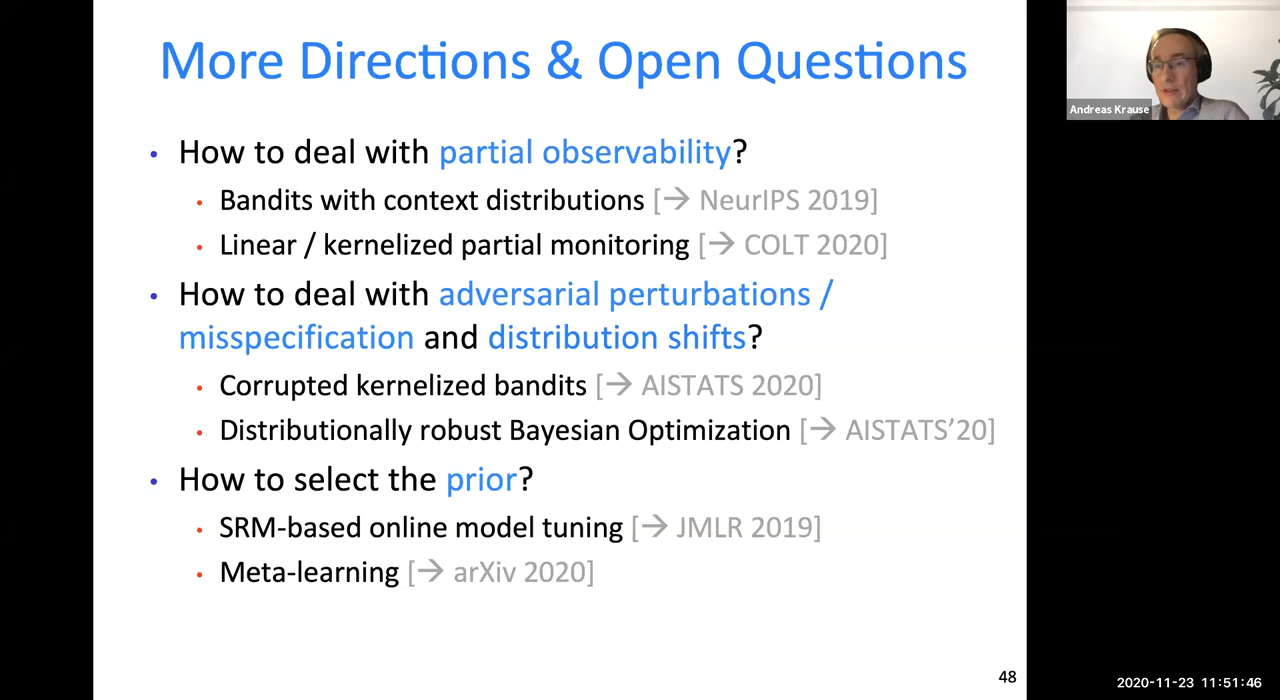 More Directions & Open Questions
Andreas Krause
• How to deal with partial observability?
• Bandits with context distributions [→ NeurIPS 2019]
• Linear / kernelized partial monitoring [→ COLT 2020]
• How to deal with adversarial perturbations /
misspecification and distribution shifts?
• Corrupted kernelized bandits [→ AISTATS 2020]
• Distributionally robust Bayesian Optimization [→ AISTATS’20]
• How to select the prior?
• SRM-based online model tuning [→ JMLR 2019]
• Meta-learning [→ arXiv 2020]
48
2020-11-23 11:51:46